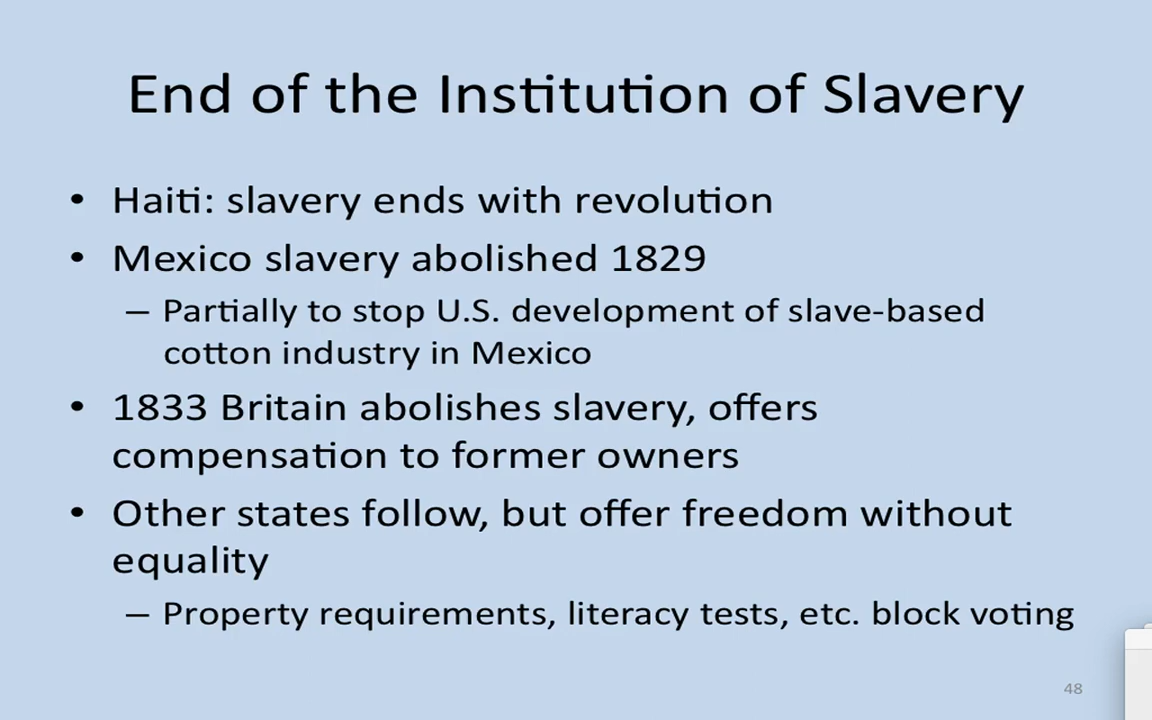 End of the Institution of Slavery
• Haiti: slavery ends with revolution
• Mexico slavery abolished 1829
– Partially to stop U.S. development of slave-based
cotton industry in Mexico
• 1833 Britain abolishes slavery, offers
compensation to former owners
• Other states follow, but offer freedom without
equality
– Property requirements, literacy tests, etc. block voting
48